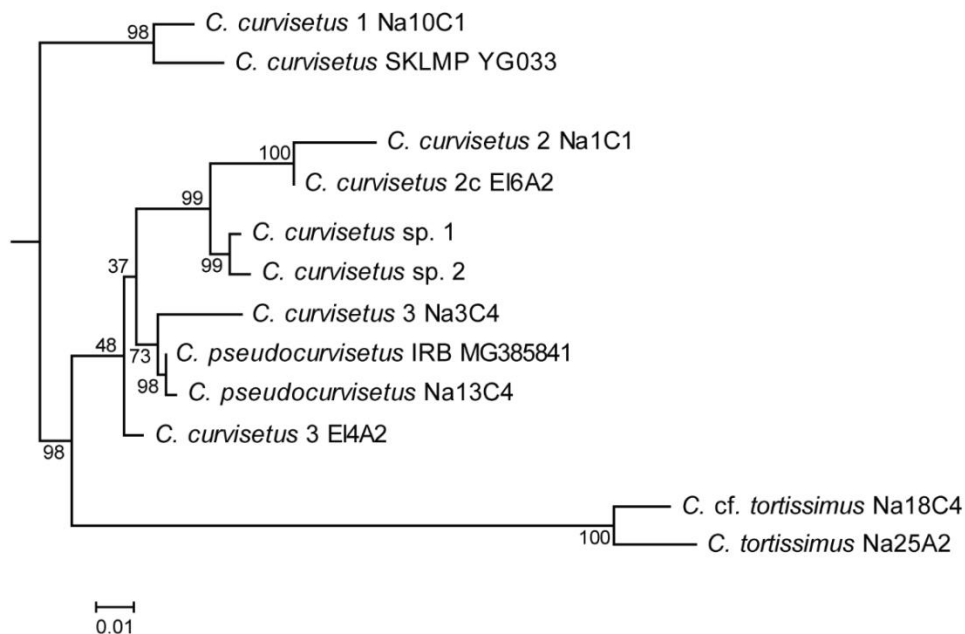 98
C. curvisetus 1 Na10C1
C. curvisetus SKLMP YG033
C. curvisetus 2 Na1C1
100
C. curvisetus 2c El6A2
99
C. curvisetus sp. 1
99
C. curvisetus sp. 2
37
C. curvisetus 3 Na3C4
48
73
C. pseudocurvisetus IRB MG385841
98
C. pseudocurvisetus Na13C4
C. curvisetus 3 El4A2
98
C. cf. tortissimus Na18C4
100
C. tortissimus Na25A2
0.01